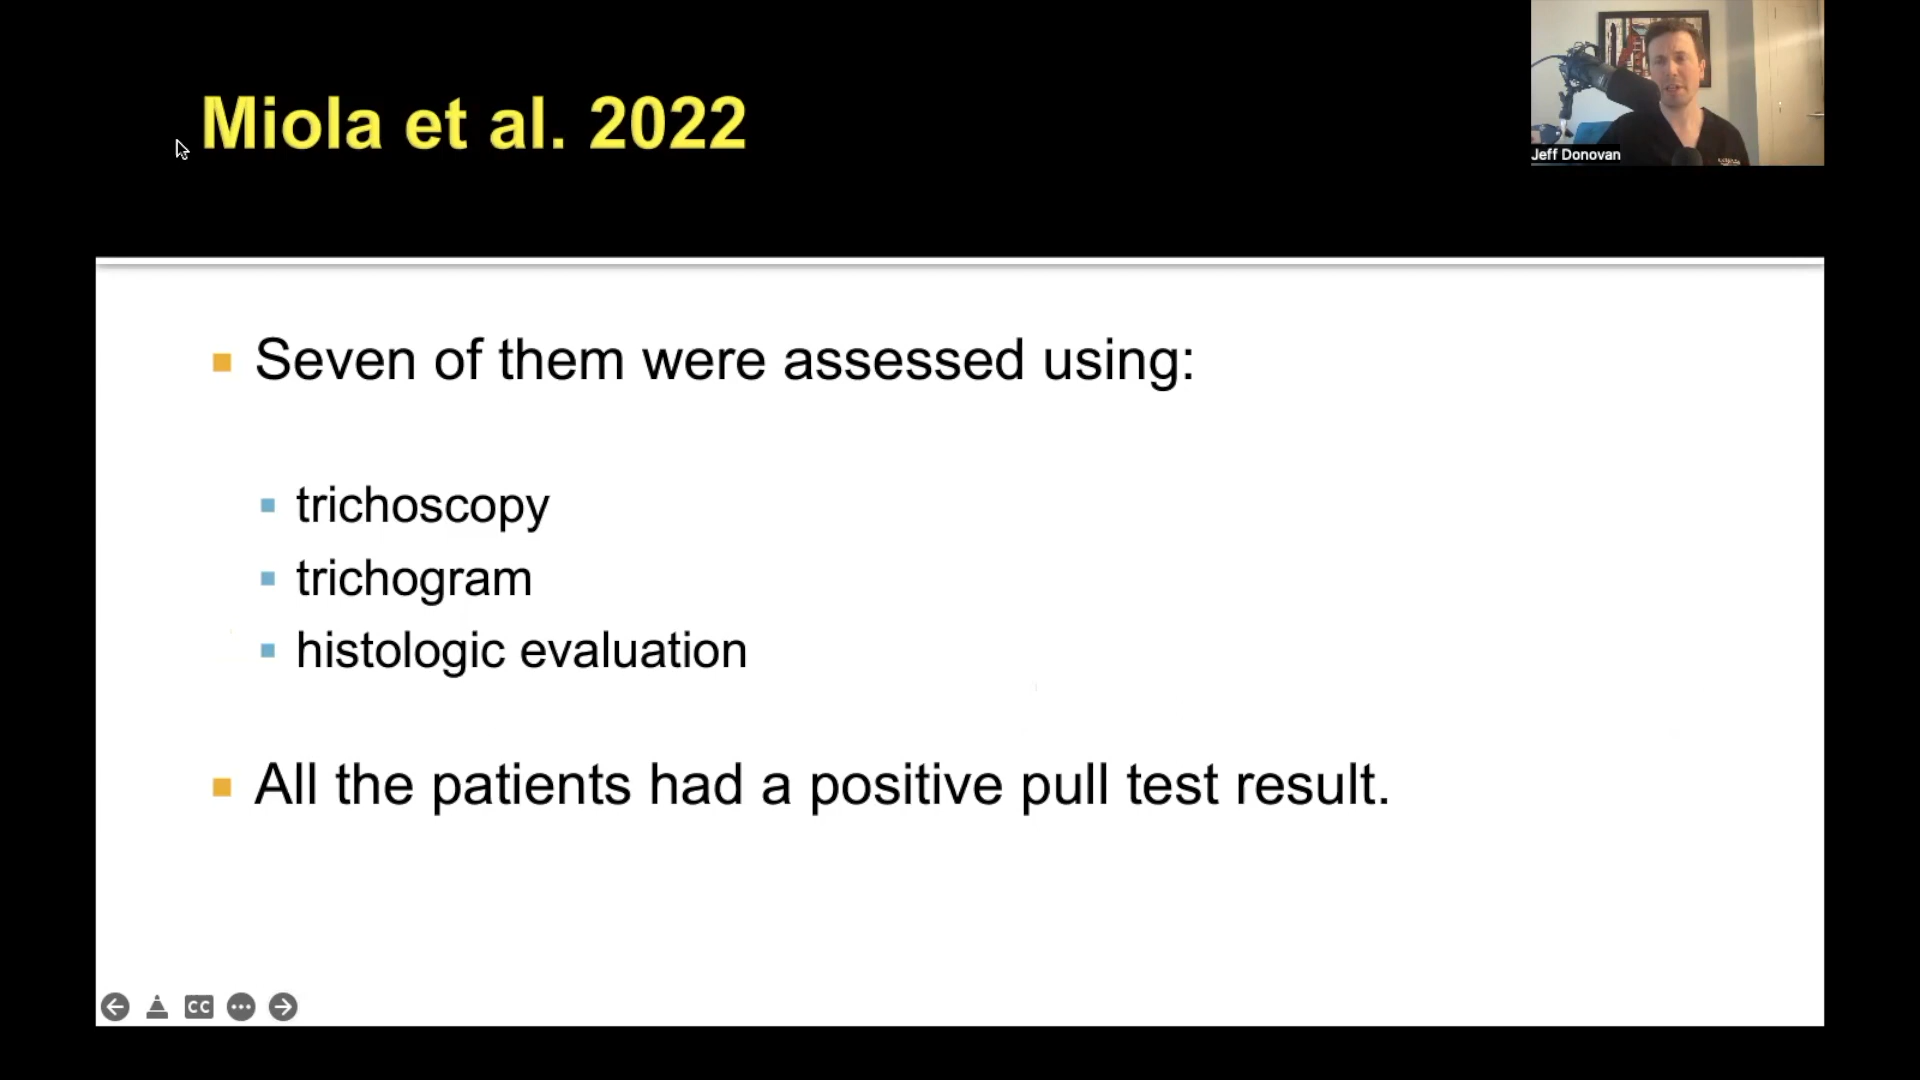 Miola et al. 2022
Jeff Donovan
Seven of them were assessed using:
trichoscopy
trichogram
histologic evaluation
All the patients had a positive pull test result.
CC